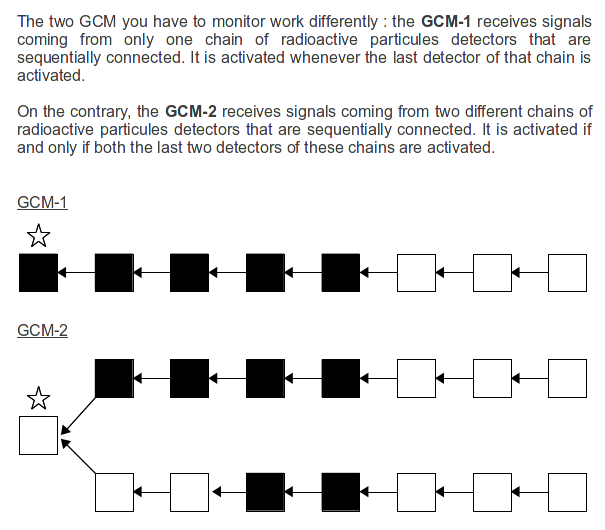 The two GCM you have to monitor work differently : the GCM-1 receives signals
coming from only one chain of radioactive particules detectors that are
sequentially connected. It is activated whenever the last detector of that chain is
activated.
On the contrary, the GCM-2 receives signals coming from two different chains of
radioactive particules detectors that are sequentially connected. It is activated if
and only if both the last two detectors of these chains are activated.
GCM-1
GCM-2